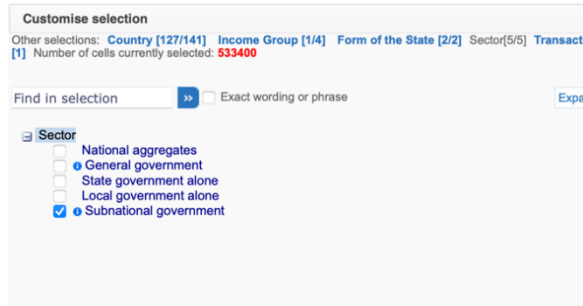 Customise selection
Other selections: Country [127/141] Income Group [1/4] Form of the State [2/2] Sector[5/5] Transact
[1] Number of cells currently selected: 533400
Find in selection » Exact wording or phrase Expa
Sector
National aggregates
General government
State government alone
Local government alone
Subnational government